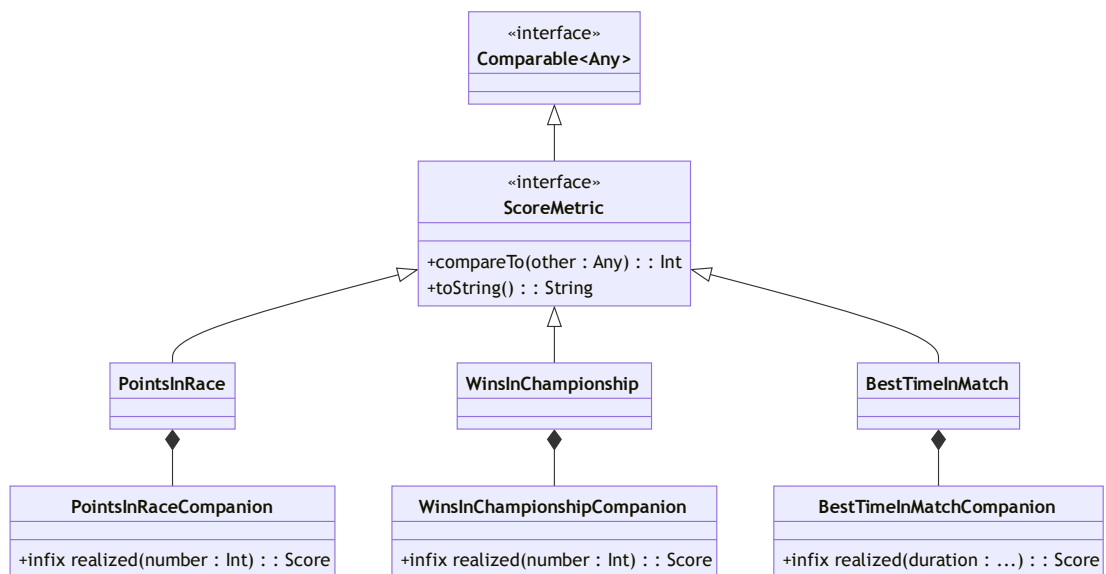 «interface»
Comparable<Any>
«interface»
ScoreMetric
+compareTo(other : Any) : : Int
+toString() : : String
PointsInRace
WinsInChampionship
BestTimeInMatch
PointsInRaceCompanion
+infix realized(number : Int) : : Score
WinsInChampionshipCompanion
+infix realized(number : Int) : : Score
BestTimeInMatchCompanion
+infix realized(duration : ...) : : Score